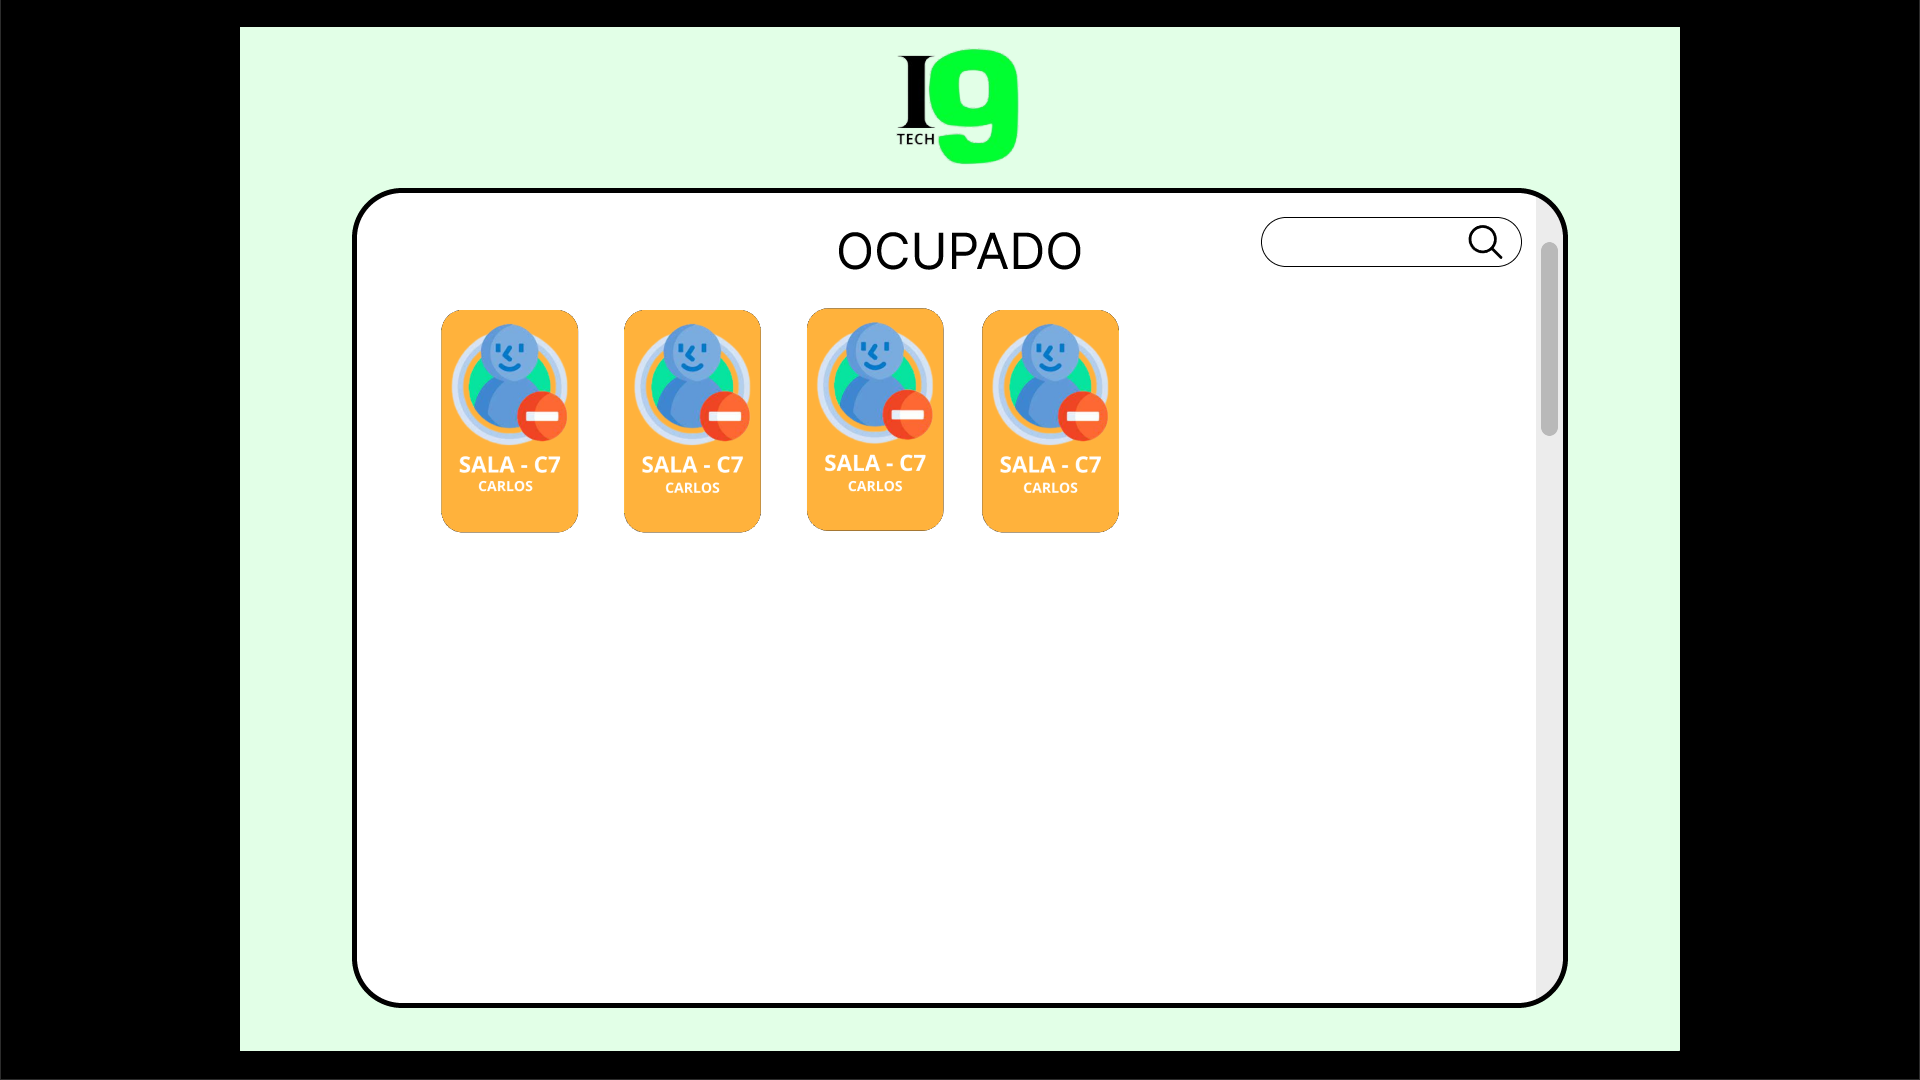 I9
TECH
OCUPADO
SALA - C7
CARLOS
SALA - C7
CARLOS
SALA - C7
CARLOS
SALA - C7
CARLOS